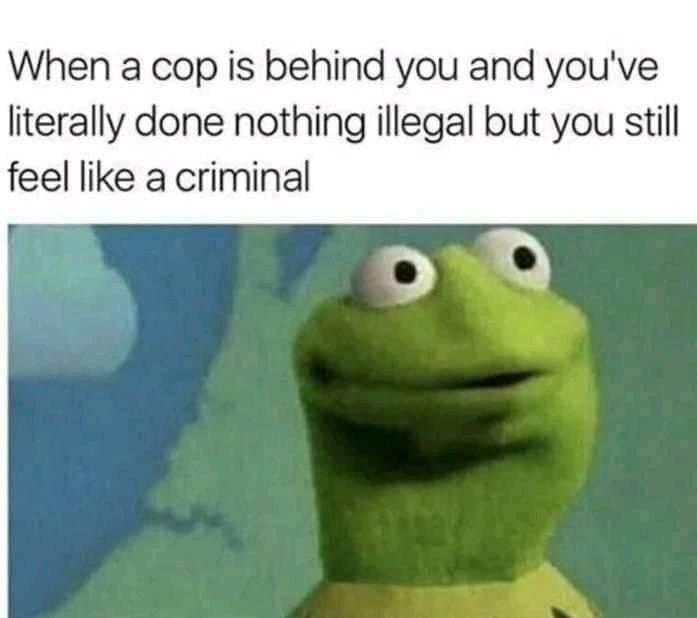 When a cop is behind you and you've
literally done nothing illegal but you still
feel like a criminal